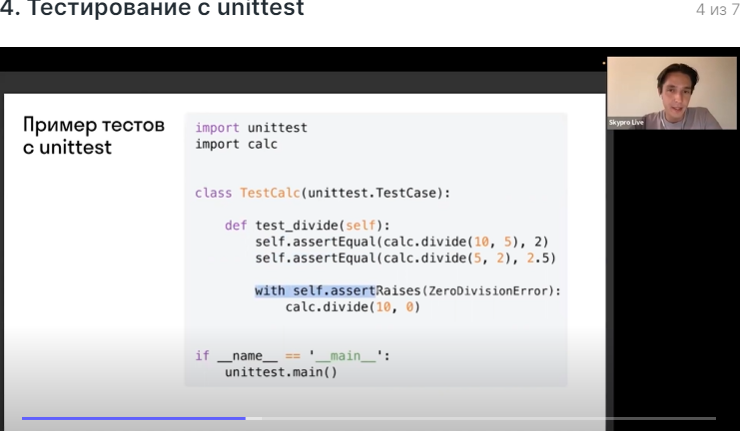 4. Тестирование с unittest
4 из 7
Skypro Live
Пример тестов
с unittest
import unittest
import calc
class TestCalc(unittest.TestCase):
def test_divide(self):
self.assertEqual(calc.divide(10, 5), 2)
self.assertEqual(calc.divide(5, 2), 2.5)
with self.assertRaises(ZeroDivisionError):
calc.divide(10, 0)
if __name__ == '__main__':
unittest.main()